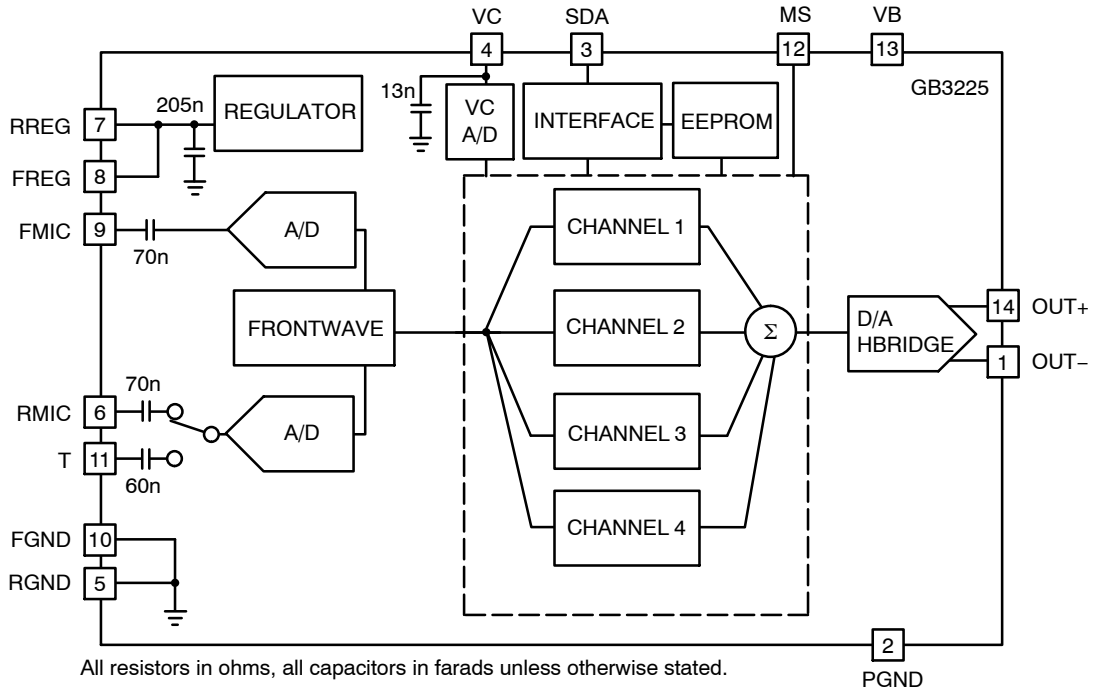 VC
SDA
MS
VB
4
3
12
13
GB3225
13n
205n
REGULATOR
VC
A/D
INTERFACE
EEPROM
RREG
7
FREG
8
FMIC
9
70n
A/D
CHANNEL 1
FRONTWAVE
CHANNEL 2
Σ
D/A
HBRIDGE
14
OUT+
1
OUT−
70n
RMIC
6
A/D
CHANNEL 3
T
11
60n
CHANNEL 4
FGND
10
RGND
5
2
PGND
All resistors in ohms, all capacitors in farads unless otherwise stated.